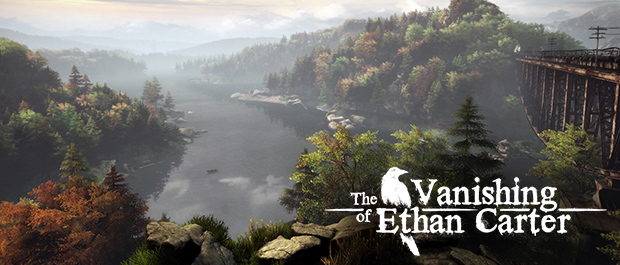 The Vanishing
of Ethan Carter